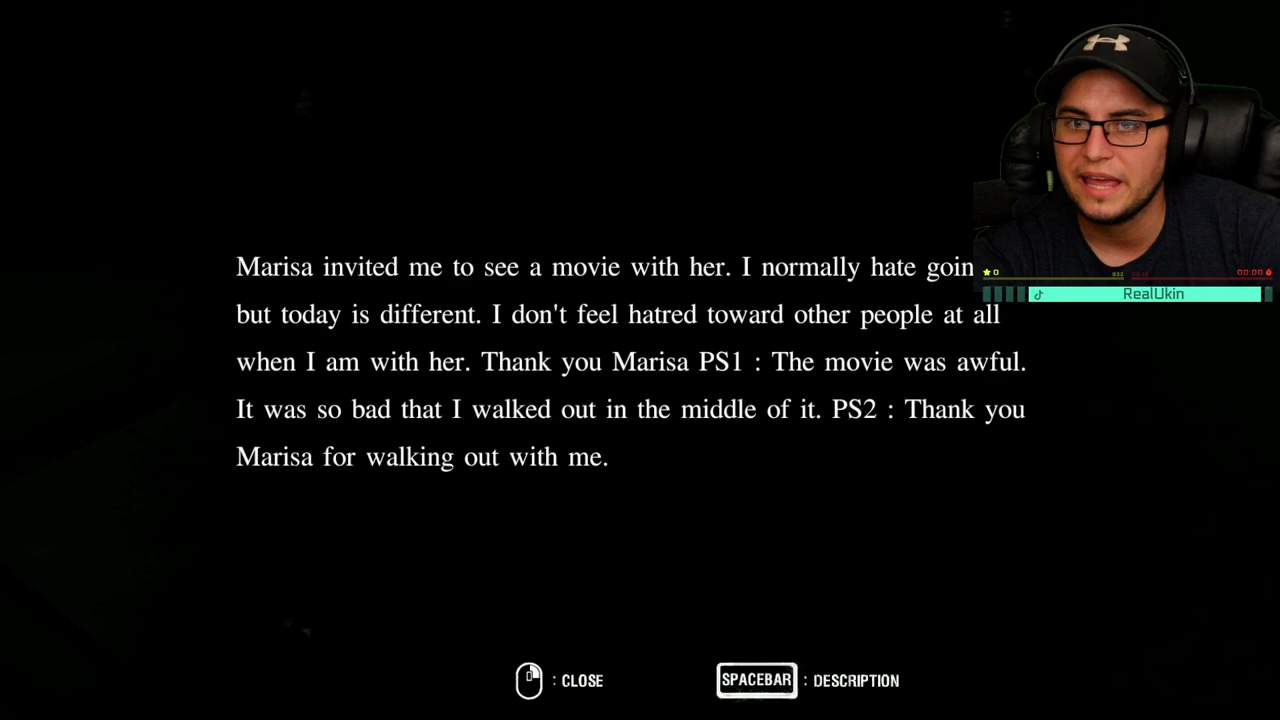 Marisa invited me to see a movie with her. I normally hate goin
but today is different. I don't feel hatred toward other people at all
when I am with her. Thank you Marisa PS1 : The movie was awful.
It was so bad that I walked out in the middle of it. PS2 : Thank you
Marisa for walking out with me.
0
00:00
RealUkin
: CLOSE
SPACEBAR : DESCRIPTION